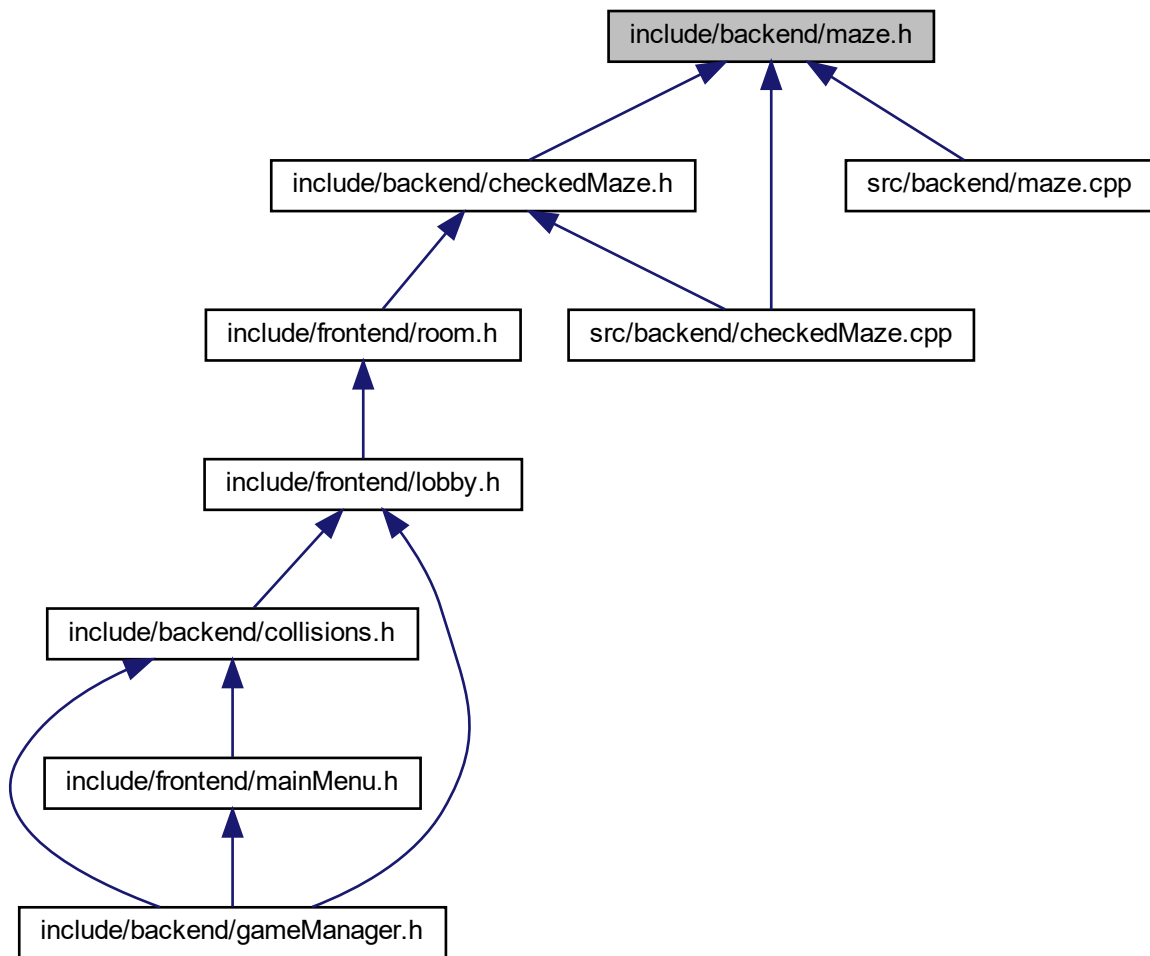 include/backend/maze.h
include/backend/checkedMaze.h
src/backend/maze.cpp
include/frontend/room.h
src/backend/checkedMaze.cpp
include/frontend/lobby.h
include/backend/collisions.h
include/frontend/mainMenu.h
include/backend/gameManager.h